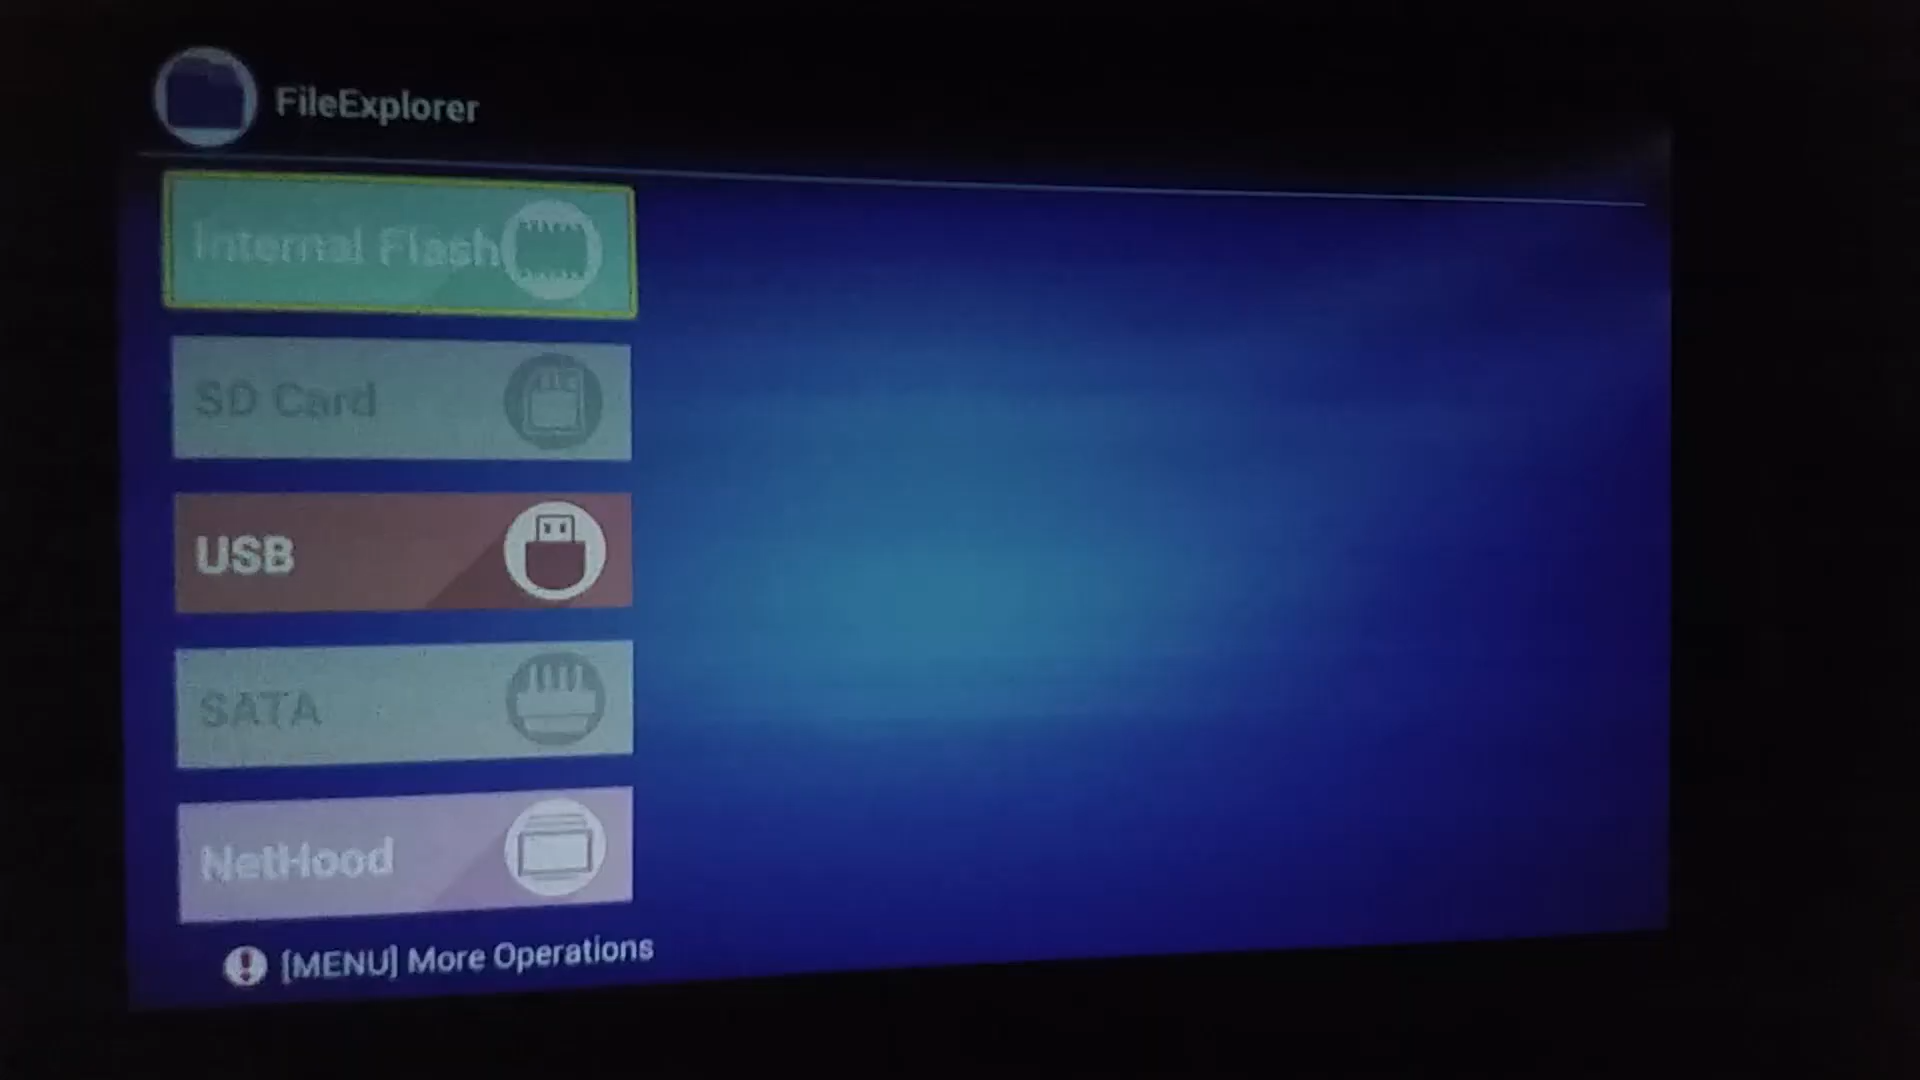 FileExplorer
Internal Flash
SD Card
USB
SATA
NetHood
[MENU] More Operations